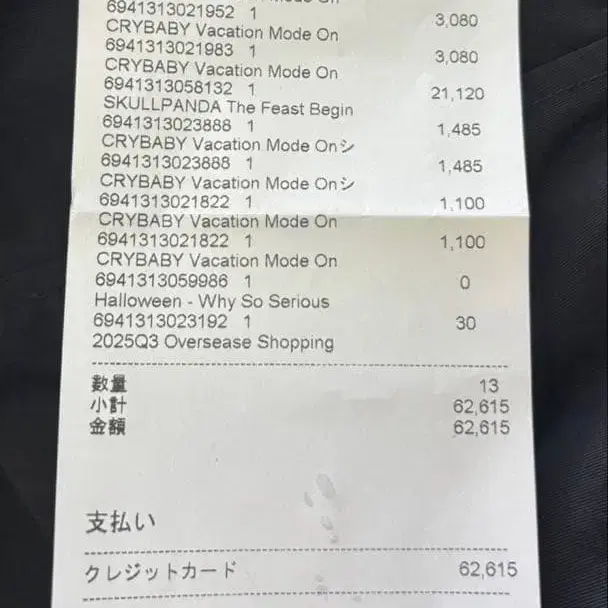 Mode On
6941313021952 1 3,080
CRYBABY Vacation Mode On
6941313021983 1 3,080
CRYBABY Vacation Mode On
6941313058132 1 21,120
SKULLPANDA The Feast Begin
6941313023888 1 1,485
CRYBABY Vacation Mode Onシ
6941313023888 1 1,485
CRYBABY Vacation Mode Onシ
6941313021822 1 1,100
CRYBABY Vacation Mode On
6941313021822 1 1,100
CRYBABY Vacation Mode On
6941313059986 1 0
Halloween - Why So Serious
6941313023192 1 30
2025Q3 Oversease Shopping
数量 13
小計 62,615
金額 62,615
支払い
クレジットカード 62,615